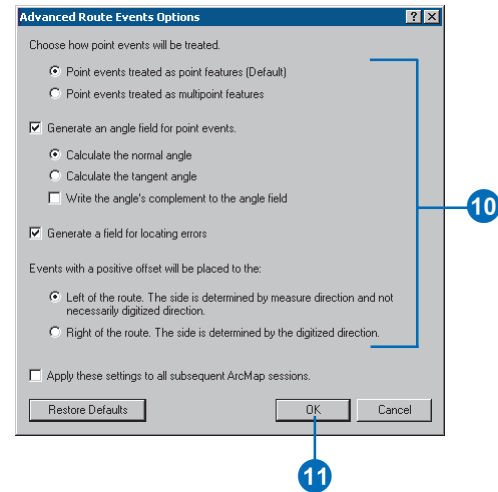 Advanced Route Events Options
Choose how point events will be treated.
Point events treated as point features (Default)
Point events treated as multipoint features
Generate an angle field for point events.
Calculate the normal angle
Calculate the tangent angle
Write the angle's complement to the angle field
10
Generate a field for locating errors
Events with a positive offset will be placed to the:
Left of the route. The side is determined by measure direction and not
necessarily digitized direction.
Right of the route. The side is determined by the digitized direction.
Apply these settings to all subsequent ArcMap sessions.
Restore Defaults OK Cancel
11